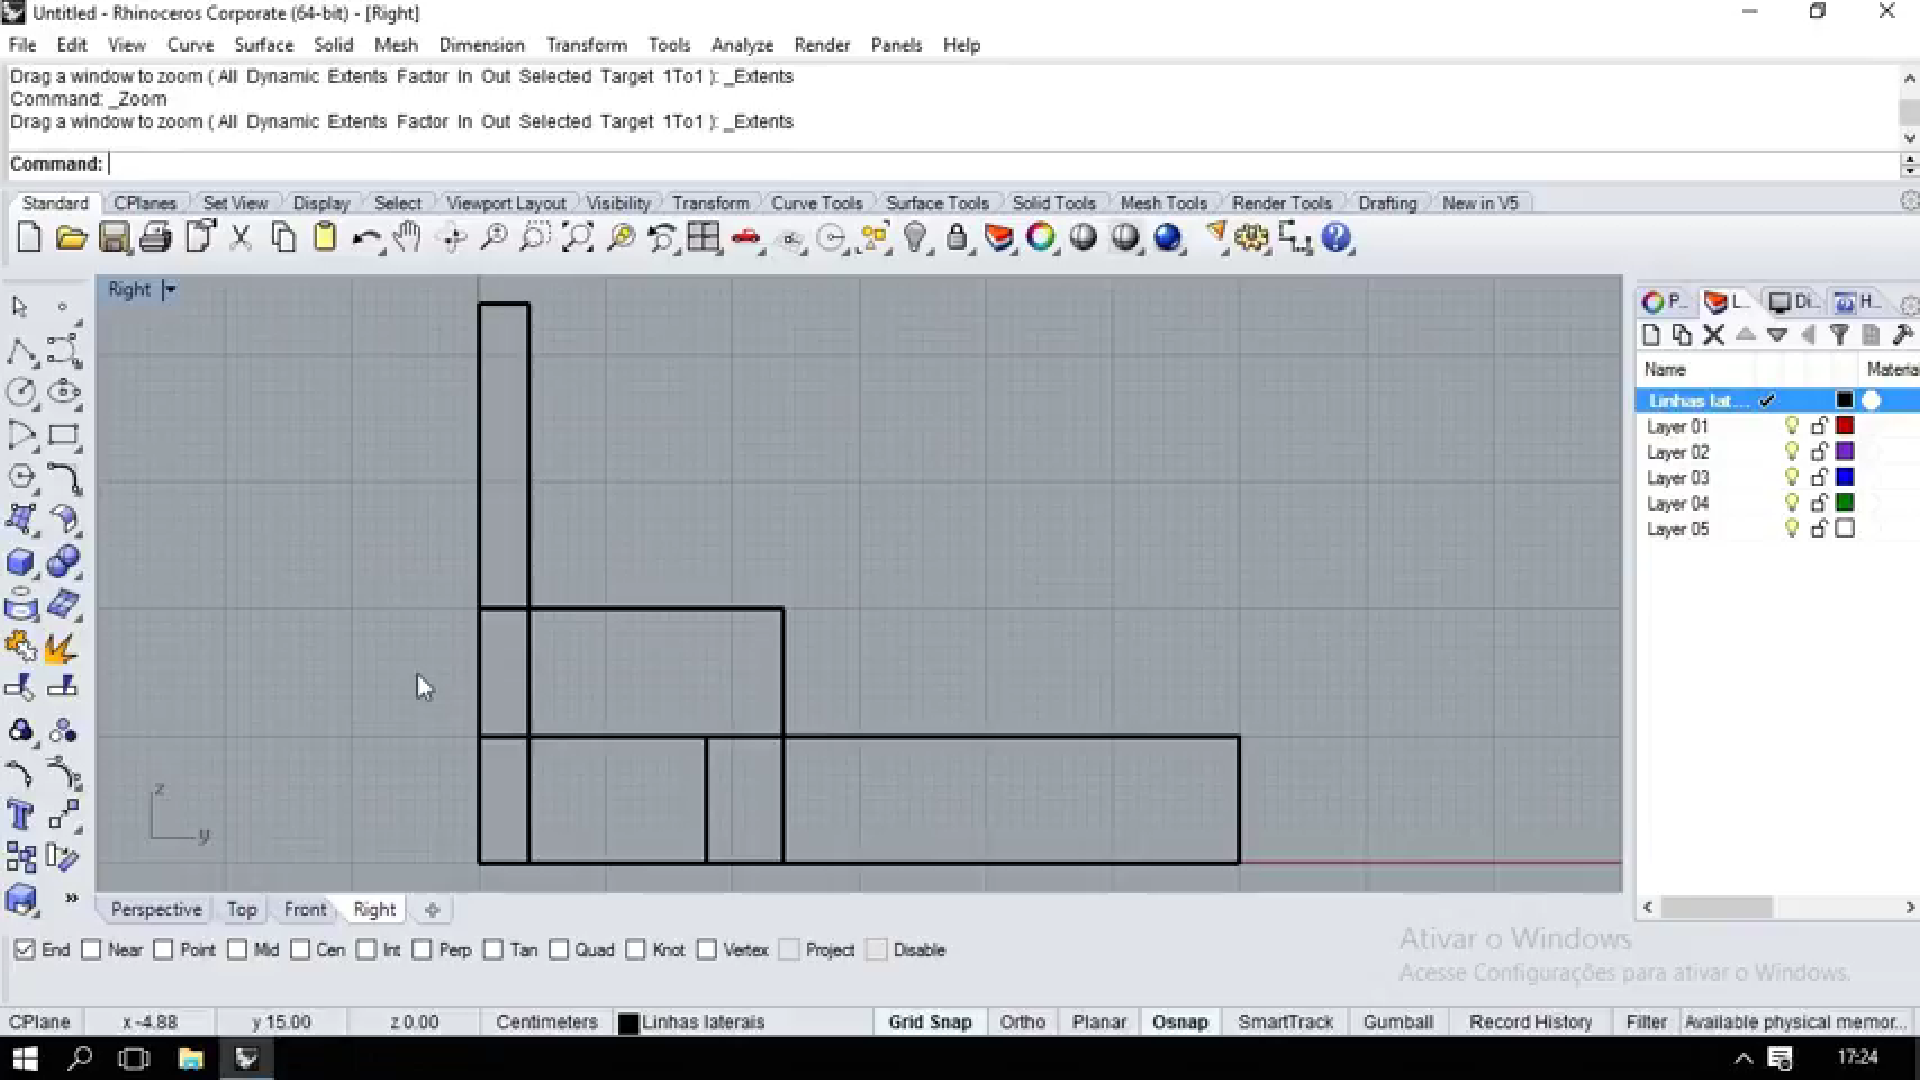 Untitled - Rhinoceros Corporate (64-bit) - [Right]
File Edit View Curve Surface Solid Mesh Dimension Transform Tools Analyze Render Panels Help
Drag a window to zoom ( All Dynamic Extents Factor In Out Selected Target 1To1 ): _Extents
Command: _Zoom
Drag a window to zoom ( All Dynamic Extents Factor In Out Selected Target 1To1 ): _Extents
Command:
Standard CPlanes Set View Display Select Viewport Layout Visibility Transform Curve Tools Surface Tools Solid Tools Mesh Tools Render Tools Drafting New in V5
Right
P... L... Di... H...
Name Materia
Linhas lat...
Layer 01
Layer 02
Layer 03
Layer 04
Layer 05
z
y
Perspective Top Front Right
End Near Point Mid Cen Int Perp Tan Quad Knot Vertex Project Disable
Ativar o Windows
Acesse Configurações para ativar o Windows.
CPlane x -4.88 y 15.00 z 0.00 Centimeters Linhas laterais Grid Snap Ortho Planar Osnap SmartTrack Gumball Record History Filter Available physical memor...
17:24